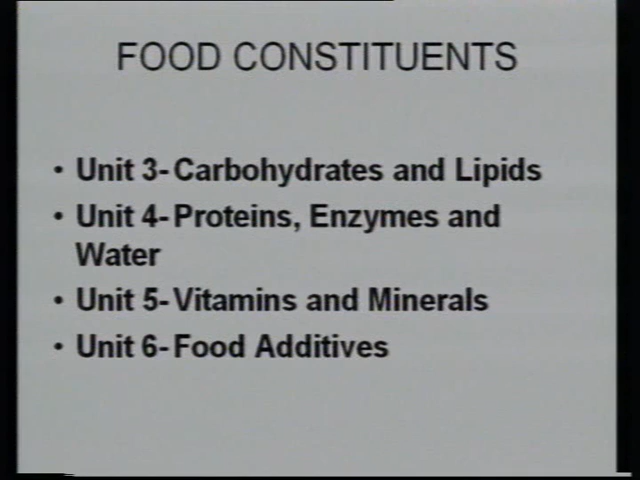 FOOD CONSTITUENTS
• Unit 3-Carbohydrates and Lipids
• Unit 4-Proteins, Enzymes and
Water
• Unit 5-Vitamins and Minerals
• Unit 6-Food Additives